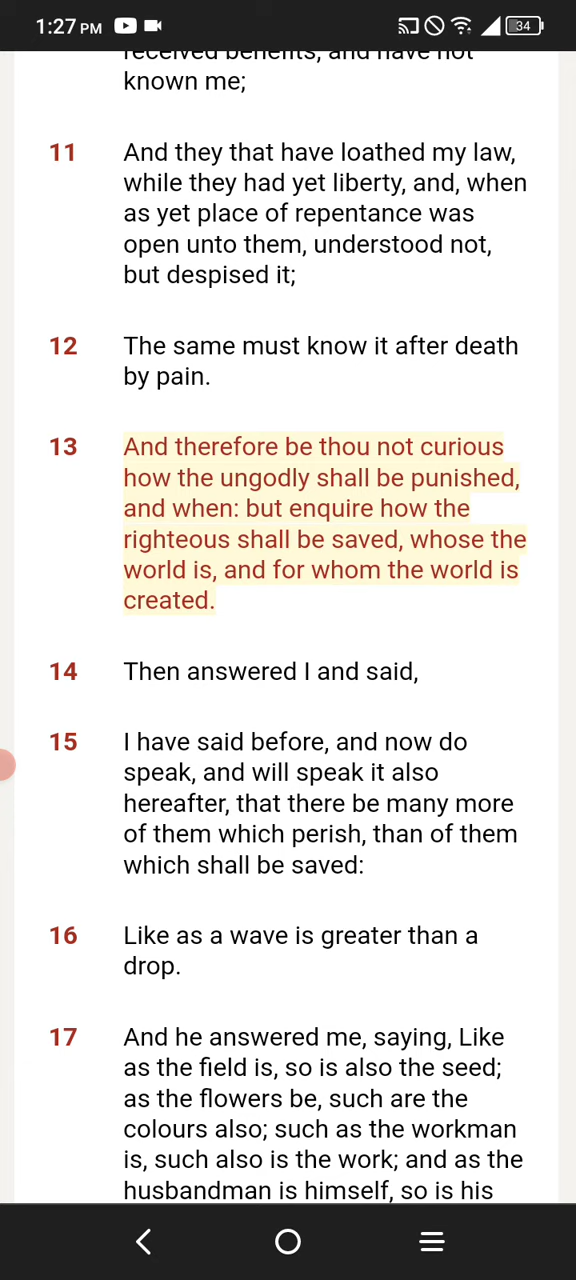 1:27 PM
34
received benefits, and have not
known me;
11 And they that have loathed my law,
while they had yet liberty, and, when
as yet place of repentance was
open unto them, understood not,
but despised it;
12 The same must know it after death
by pain.
13 And therefore be thou not curious
how the ungodly shall be punished,
and when: but enquire how the
righteous shall be saved, whose the
world is, and for whom the world is
created.
14 Then answered I and said,
15 I have said before, and now do
speak, and will speak it also
hereafter, that there be many more
of them which perish, than of them
which shall be saved:
16 Like as a wave is greater than a
drop.
17 And he answered me, saying, Like
as the field is, so is also the seed;
as the flowers be, such are the
colours also; such as the workman
is, such also is the work; and as the
husbandman is himself, so is his